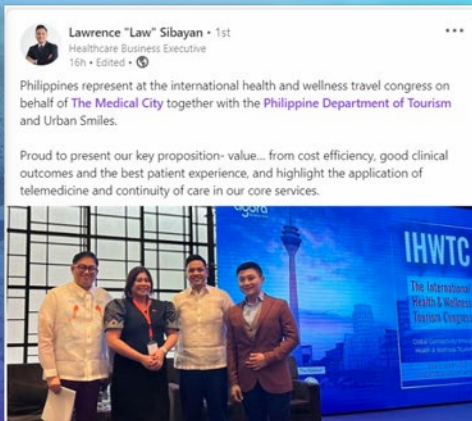 Lawrence "Law" Sibayan • 1st
Healthcare Business Executive
16h • Edited •
Philippines represent at the international health and wellness travel congress on
behalf of The Medical City together with the Philippine Department of Tourism
and Urban Smiles.
Proud to present our key proposition- value... from cost efficiency, good clinical
outcomes and the best patient experience, and highlight the application of
telemedicine and continuity of care in our core services.
agora
IHWTC
The International
Health & Wellness
Tourism Congress